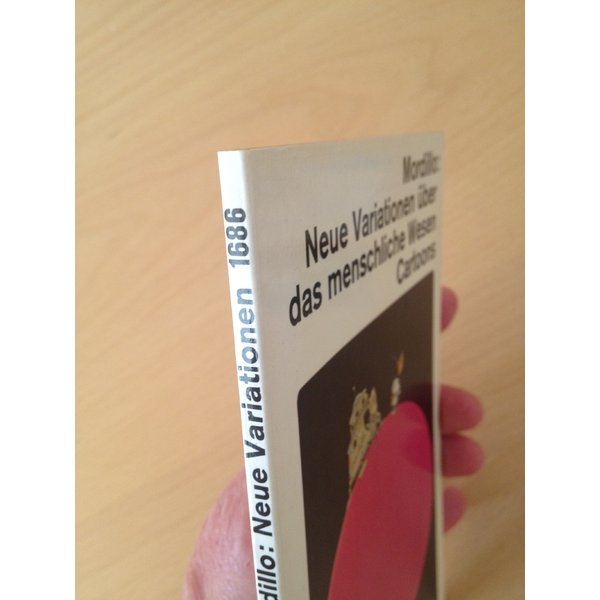 Mordillo:
Neue Variationen über
das menschliche Wesen
Cartoons
dillo: Neue Variationen 1686